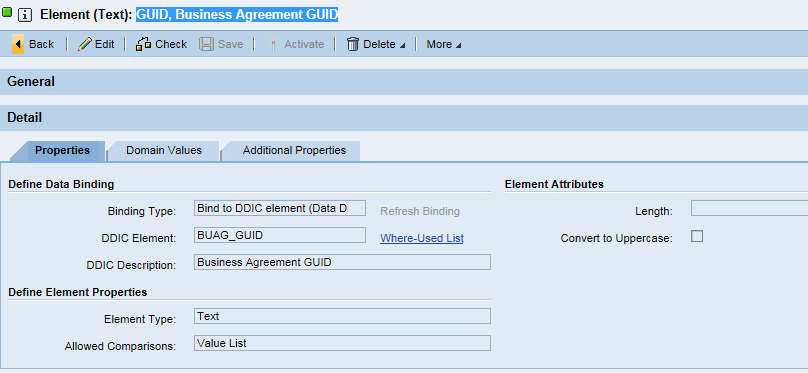 Element (Text): GUID, Business Agreement GUID
Back Edit Check Save Activate Delete More
General
Detail
Properties Domain Values Additional Properties
Define Data Binding Element Attributes
Binding Type: Bind to DDIC element (Data D Refresh Binding Length:
DDIC Element: BUAG_GUID Where-Used List Convert to Uppercase:
DDIC Description: Business Agreement GUID
Define Element Properties
Element Type: Text
Allowed Comparisons: Value List